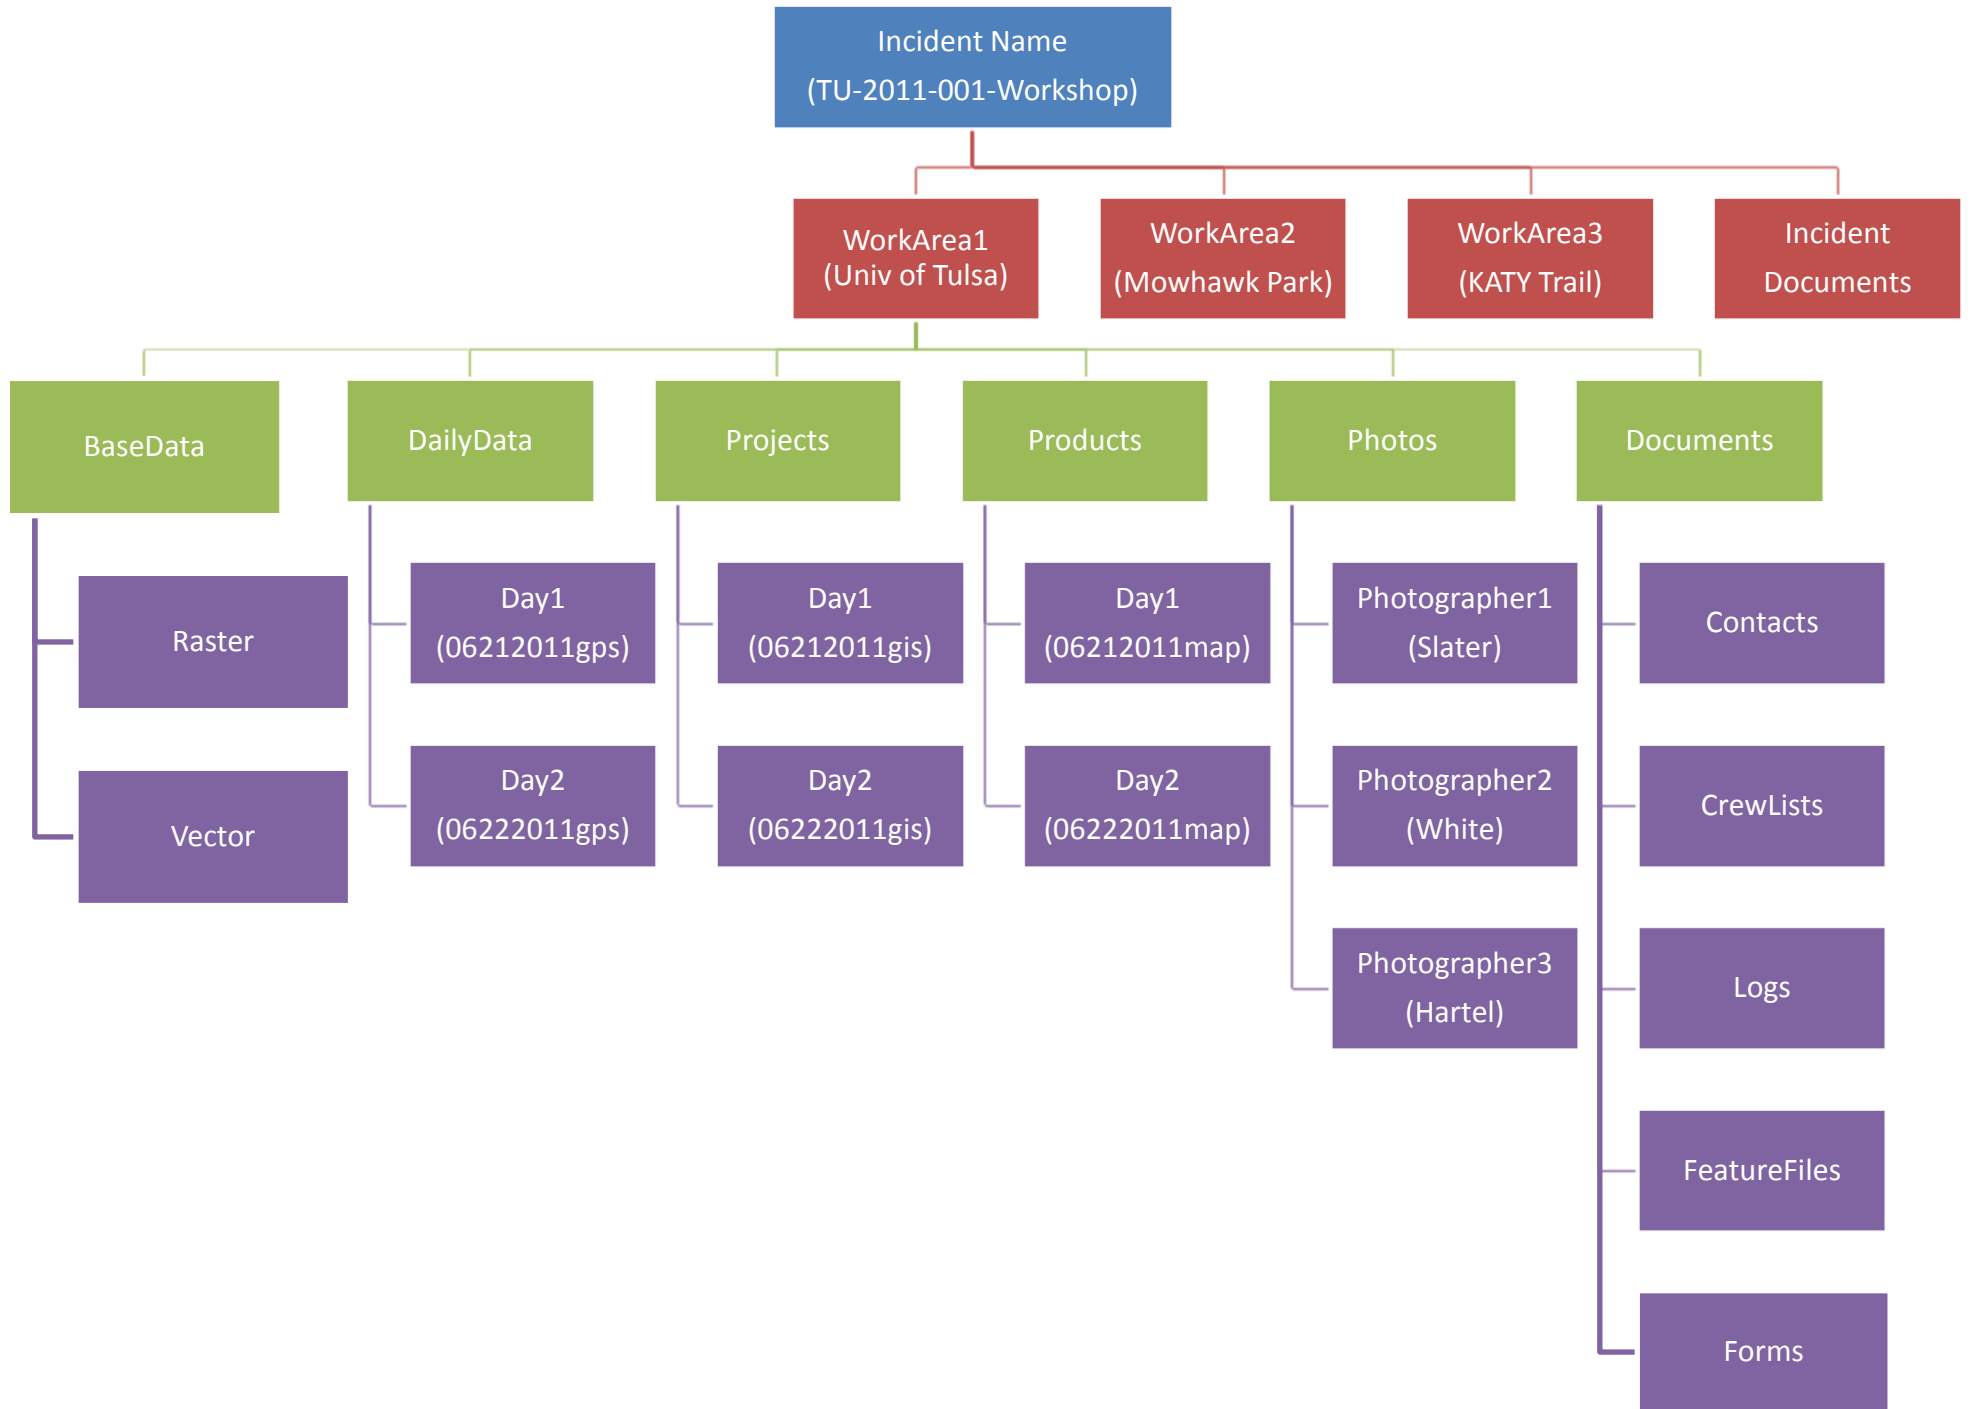 Incident Name
(TU-2011-001-Workshop)
WorkArea1
(Univ of Tulsa)
WorkArea2
(Mowhawk Park)
WorkArea3
(KATY Trail)
Incident
Documents
BaseData
DailyData
Projects
Products
Photos
Documents
Raster
Vector
Day1
(06212011gps)
Day2
(06222011gps)
Day1
(06212011gis)
Day2
(06222011gis)
Day1
(06212011map)
Day2
(06222011map)
Photographer1
(Slater)
Photographer2
(White)
Photographer3
(Hartel)
Contacts
CrewLists
Logs
FeatureFiles
Forms